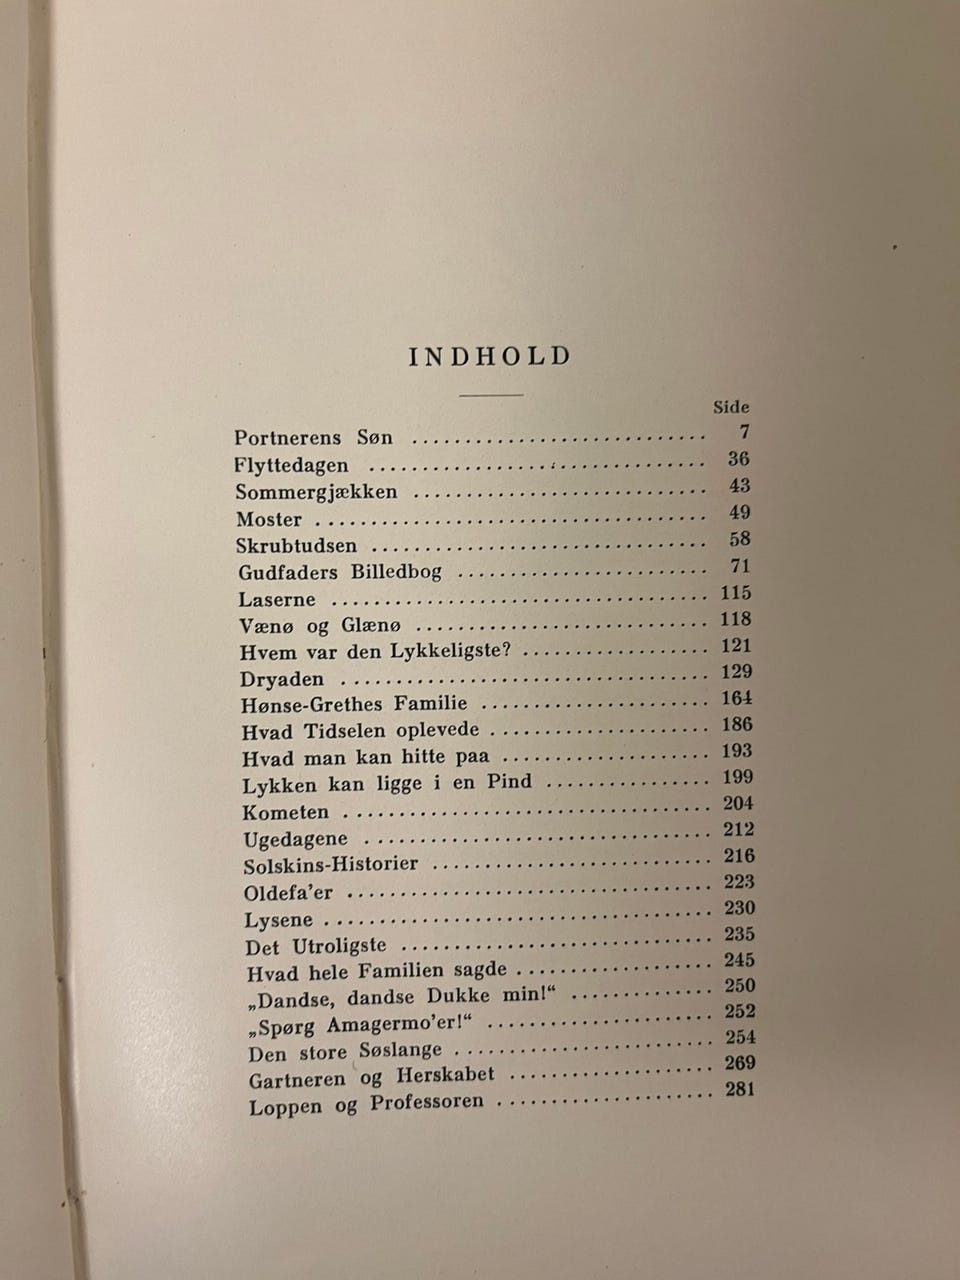 INDHOLD
Side
Portnerens Søn ................................ 7
Flyttedagen .................................... 36
Sommergjækken ................................ 43
Moster .......................................... 49
Skrubtudsen .................................... 58
Gudfaders Billedbog ........................... 71
Laserne ......................................... 115
Vænø og Glænø ................................ 118
Hvem var den Lykkeligste? .................... 121
Dryaden ........................................ 129
Hønse-Grethes Familie ......................... 164
Hvad Tidselen oplevede ........................ 186
Hvad man kan hitte paa ....................... 193
Lykken kan ligge i en Pind .................. 199
Kometen ........................................ 204
Ugedagene ...................................... 212
Solskins-Historier .............................. 216
Oldefa'er ....................................... 223
Lysene .......................................... 230
Det Utroligste .................................. 235
Hvad hele Familien sagde ..................... 245
„Dandse, dandse Dukke min!“ ............... 250
„Spørg Amagermo'er!“ ......................... 252
Den store Søslange ............................ 254
Gartneren og Herskabet ...................... 269
Loppen og Professoren ........................ 281